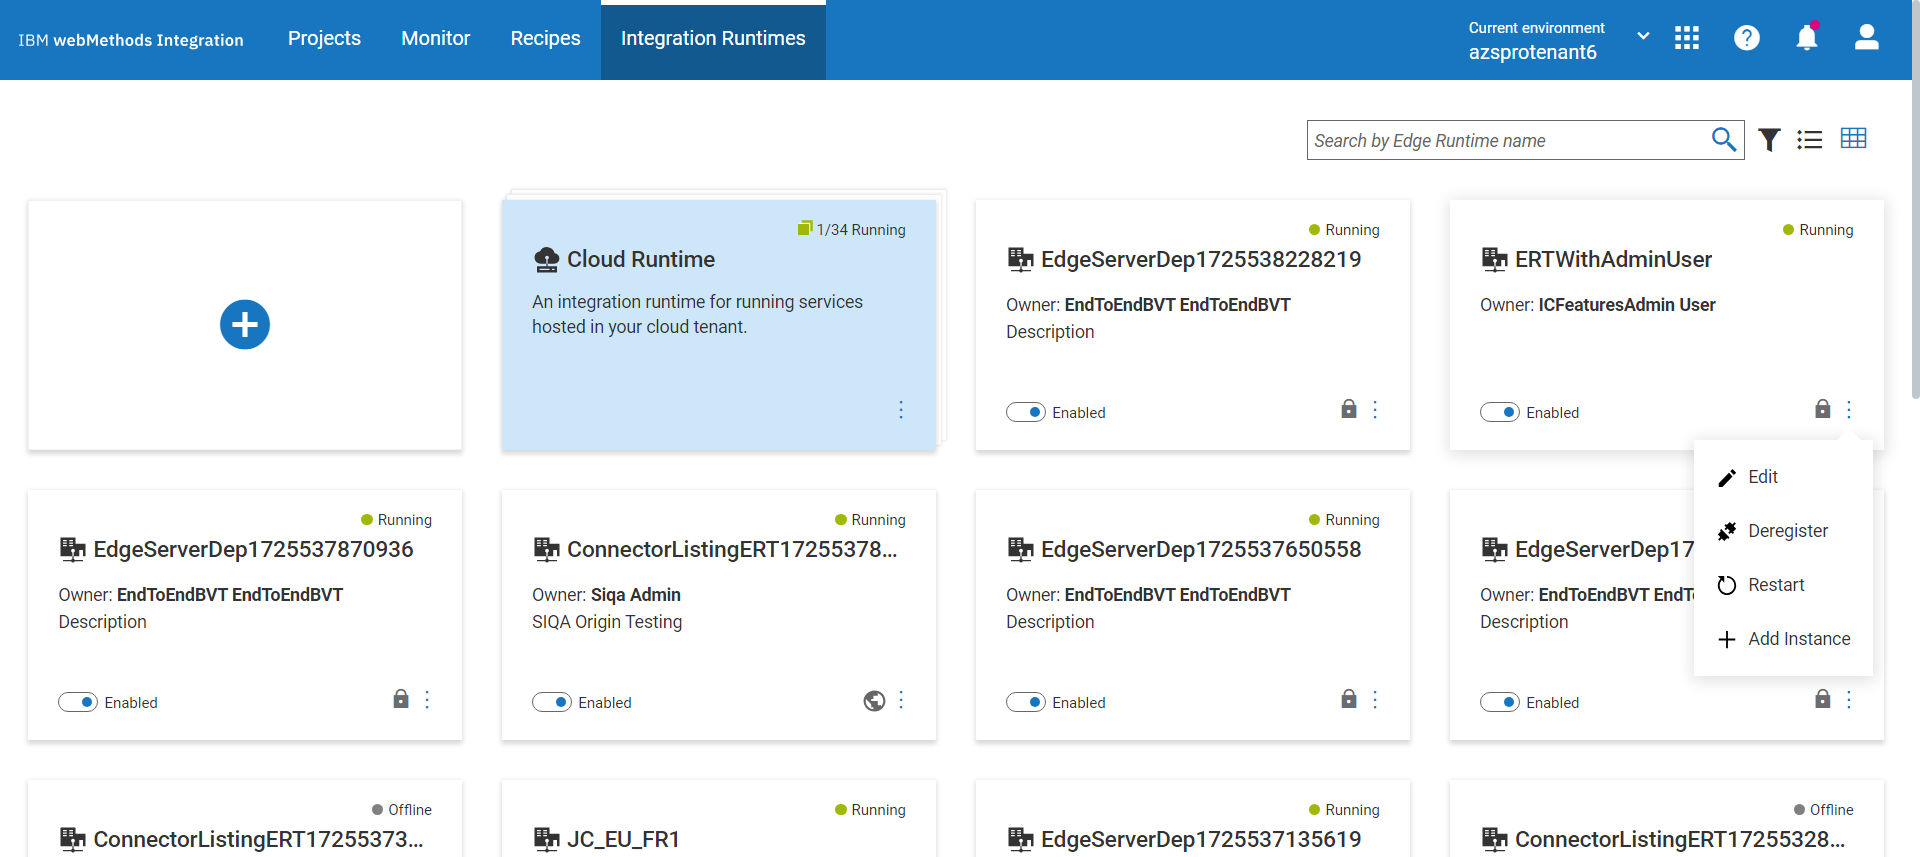 IBM webMethods Integration
Projects
Monitor
Recipes
Integration Runtimes
Current environment
azsprotenant6
Search by Edge Runtime name
1/34 Running
Cloud Runtime
An integration runtime for running services
hosted in your cloud tenant.
Running
EdgeServerDep1725538228219
Owner: EndToEndBVT EndToEndBVT
Description
Enabled
Running
ERTWithAdminUser
Owner: ICFeaturesAdmin User
Enabled
Edit
Deregister
Restart
Add Instance
Running
EdgeServerDep1725537870936
Owner: EndToEndBVT EndToEndBVT
Description
Enabled
Running
ConnectorListingERT17255378...
Owner: Siqa Admin
SIQA Origin Testing
Enabled
Running
EdgeServerDep1725537650558
Owner: EndToEndBVT EndToEndBVT
Description
Enabled
EdgeServerDep17
Owner: EndToEndBVT EndT
Description
Enabled
Offline
ConnectorListingERT17255373...
Running
JC_EU_FR1
Running
EdgeServerDep1725537135619
Offline
ConnectorListingERT17255328...